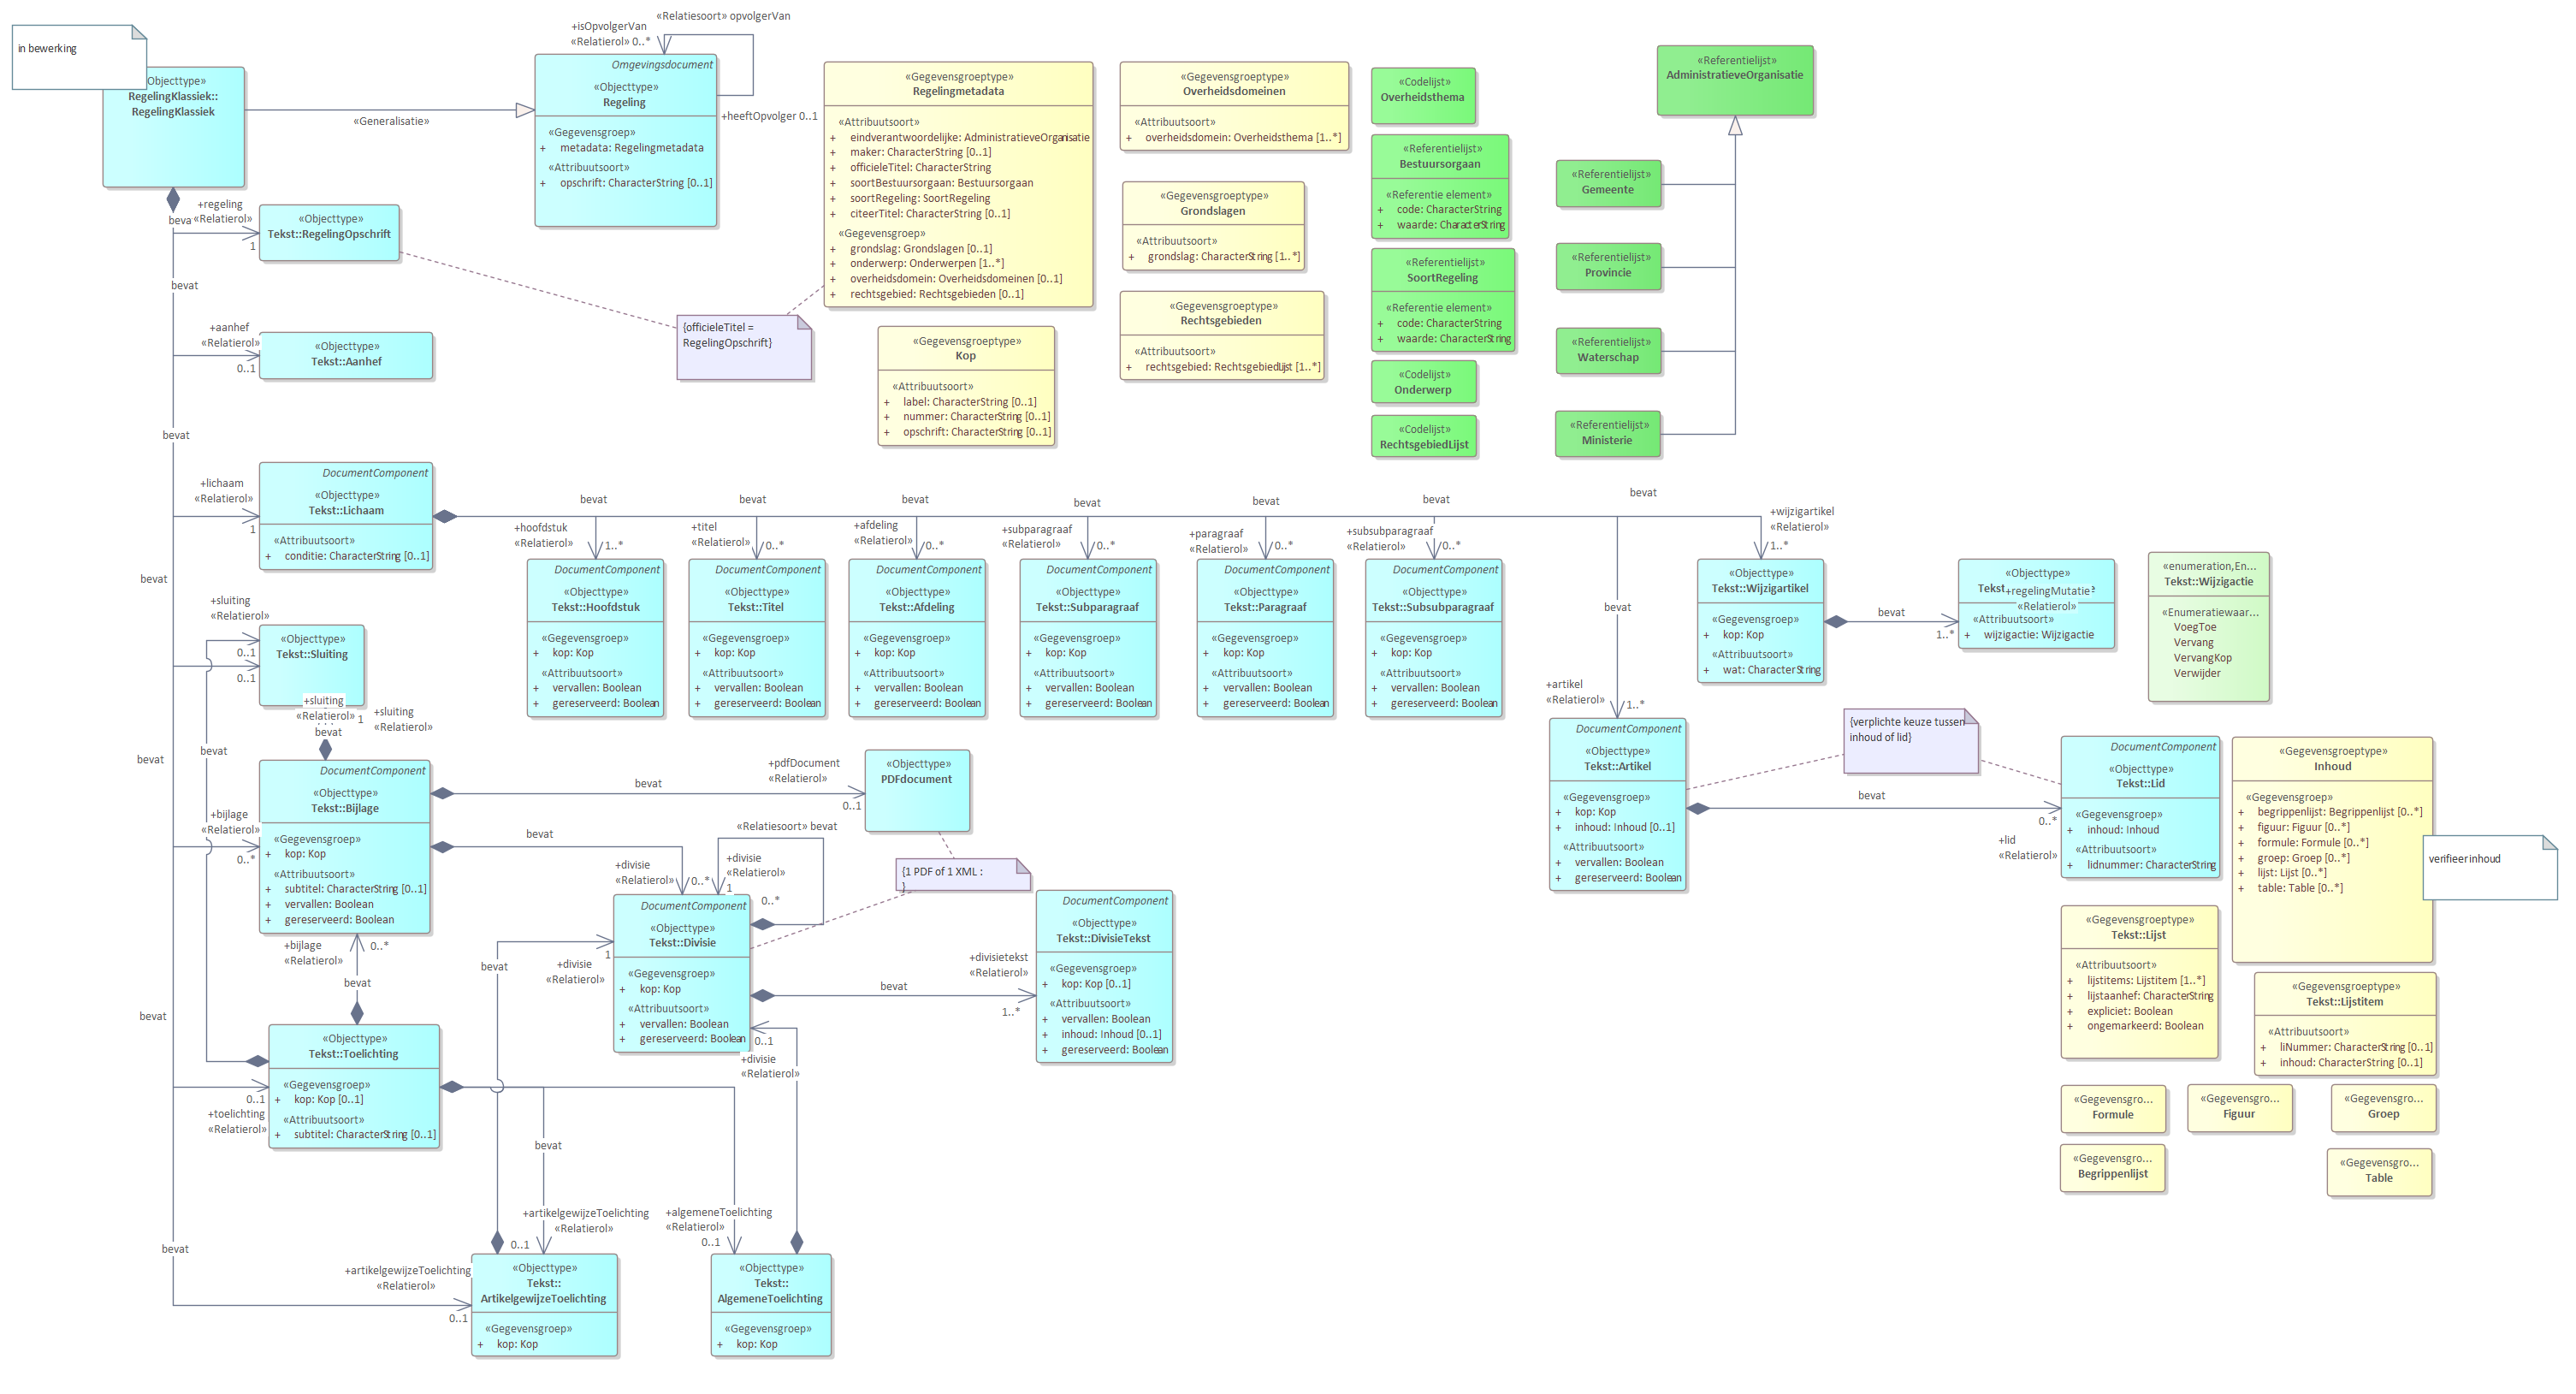 in bewerking
Objecttype»
RegelingKlassiek::
RegelingKlassiek
«Generalisatie»
«Relatiesoort» opvolgerVan
+isOpvolgerVan
«Relatierol» 0..*
Omgevingsdocument
«Objecttype»
Regeling
«Gegevensgroep»
+ metadata: Regelingmetadata
«Attribuutsoort»
+ opschrift: CharacterString [0..1]
+heeftOpvolger 0..1
«Gegevensgroeptype»
Regelingmetadata
«Attribuutsoort»
+ eindverantwoordelijke: AdministratieveOrganisatie
+ maker: CharacterString [0..1]
+ officieleTitel: CharacterString
+ soortBestuursorgaan: Bestuursorgaan
+ soortRegeling: SoortRegeling
+ citeerTitel: CharacterString [0..1]
«Gegevensgroep»
+ grondslag: Grondslagen [0..1]
+ onderwerp: Onderwerpen [1..*]
+ overheidsdomein: Overheidsdomeinen [0..1]
+ rechtsgebied: Rechtsgebieden [0..1]
«Gegevensgroeptype»
Overheidsdomeinen
«Attribuutsoort»
+ overheidsdomein: Overheidsthema [1..*]
«Gegevensgroeptype»
Grondslagen
«Attribuutsoort»
+ grondslag: CharacterString [1..*]
«Gegevensgroeptype»
Rechtsgebieden
«Attribuutsoort»
+ rechtsgebied: RechtsgebiedLijst [1..*]
«Gegevensgroeptype»
Kop
«Attribuutsoort»
+ label: CharacterString [0..1]
+ nummer: CharacterString [0..1]
+ opschrift: CharacterString [0..1]
«Codelijst»
Overheidsthema
«Referentielijst»
Bestuursorgaan
«Referentie element»
+ code: CharacterString
+ waarde: CharacterString
«Referentielijst»
SoortRegeling
«Referentie element»
+ code: CharacterString
+ waarde: CharacterString
«Codelijst»
Onderwerp
«Codelijst»
RechtsgebiedLijst
«Referentielijst»
AdministratieveOrganisatie
«Referentielijst»
Gemeente
«Referentielijst»
Provincie
«Referentielijst»
Waterschap
«Referentielijst»
Ministerie
beva
+regeling
«Relatierol»
1
«Objecttype»
Tekst::RegelingOpschrift
{officieleTitel =
RegelingOpschrift}
bevat
+aanhef
«Relatierol»
0..1
«Objecttype»
Tekst::Aanhef
bevat
+lichaam
«Relatierol»
1
DocumentComponent
«Objecttype»
Tekst::Lichaam
«Attribuutsoort»
+ conditie: CharacterString [0..1]
bevat
+hoofdstuk
«Relatierol»
1..*
DocumentComponent
«Objecttype»
Tekst::Hoofdstuk
«Gegevensgroep»
+ kop: Kop
«Attribuutsoort»
+ vervallen: Boolean
+ gereserveerd: Boolean
bevat
+titel
«Relatierol»
0..*
DocumentComponent
«Objecttype»
Tekst::Titel
«Gegevensgroep»
+ kop: Kop
«Attribuutsoort»
+ vervallen: Boolean
+ gereserveerd: Boolean
bevat
+afdeling
«Relatierol»
0..*
DocumentComponent
«Objecttype»
Tekst::Afdeling
«Gegevensgroep»
+ kop: Kop
«Attribuutsoort»
+ vervallen: Boolean
+ gereserveerd: Boolean
bevat
+subparagraaf
«Relatierol»
0..*
DocumentComponent
«Objecttype»
Tekst::Subparagraaf
«Gegevensgroep»
+ kop: Kop
«Attribuutsoort»
+ vervallen: Boolean
+ gereserveerd: Boolean
bevat
+paragraaf
«Relatierol»
0..*
DocumentComponent
«Objecttype»
Tekst::Paragraaf
«Gegevensgroep»
+ kop: Kop
«Attribuutsoort»
+ vervallen: Boolean
+ gereserveerd: Boolean
bevat
+subsubparagraaf
«Relatierol»
0..*
DocumentComponent
«Objecttype»
Tekst::Subsubparagraaf
«Gegevensgroep»
+ kop: Kop
«Attribuutsoort»
+ vervallen: Boolean
+ gereserveerd: Boolean
bevat
+wijzigartikel
«Relatierol»
1..*
«Objecttype»
Tekst::Wijzigartikel
«Gegevensgroep»
+ kop: Kop
«Attribuutsoort»
+ wat: CharacterString
bevat
1..*
«Objecttype»
Tekst
+regelingMutatie
«Relatierol»
«Attribuutsoort»
+ wijzigactie: Wijzigactie
«enumeration,En...
Tekst::Wijzigactie
«Enumeratiewaar...
VoegToe
Vervang
VervangKop
Verwijder
bevat
+artikel
«Relatierol»
1..*
DocumentComponent
«Objecttype»
Tekst::Artikel
«Gegevensgroep»
+ kop: Kop
+ inhoud: Inhoud [0..1]
«Attribuutsoort»
+ vervallen: Boolean
+ gereserveerd: Boolean
{verplichte keuze tussen
inhoud of lid}
bevat
0..*
+lid
«Relatierol»
DocumentComponent
«Objecttype»
Tekst::Lid
«Gegevensgroep»
+ inhoud: Inhoud
«Attribuutsoort»
+ lidnummer: CharacterString
«Gegevensgroeptype»
Inhoud
«Gegevensgroep»
+ begrippenlijst: Begrippenlijst [0..*]
+ figuur: Figuur [0..*]
+ formule: Formule [0..*]
+ groep: Groep [0..*]
+ lijst: Lijst [0..*]
+ table: Table [0..*]
verifieer inhoud
«Gegevensgroeptype»
Tekst::Lijst
«Attribuutsoort»
+ lijstitems: Lijstitem [1..*]
+ lijstaanhef: CharacterString
+ expliciet: Boolean
+ ongemarkeerd: Boolean
«Gegevensgroeptype»
Tekst::Lijstitem
«Attribuutsoort»
+ liNummer: CharacterString [0..1]
+ inhoud: CharacterString [0..1]
«Gegevensgro...
Formule
«Gegevensgro...
Figuur
«Gegevensgro...
Groep
«Gegevensgro...
Begrippenlijst
«Gegevensgro...
Table
bevat
+sluiting
«Relatierol»
0..1
0..1
«Objecttype»
Tekst::Sluiting
+sluiting
«Relatierol» 1
bevat
+sluiting
«Relatierol»
bevat
bevat
+bijlage
«Relatierol»
0..*
DocumentComponent
«Objecttype»
Tekst::Bijlage
«Gegevensgroep»
+ kop: Kop
«Attribuutsoort»
+ subtitel: CharacterString [0..1]
+ vervallen: Boolean
+ gereserveerd: Boolean
bevat
+pdfDocument
«Relatierol»
0..1
«Objecttype»
PDFdocument
bevat
«Relatiesoort» bevat
+divisie
«Relatierol»
0..*
+divisie
«Relatierol»
1
0..*
{1 PDF of 1 XML :
}
DocumentComponent
«Objecttype»
Tekst::Divisie
«Gegevensgroep»
+ kop: Kop
«Attribuutsoort»
+ vervallen: Boolean
+ gereserveerd: Boolean
bevat
+divisietekst
«Relatierol»
1..*
DocumentComponent
«Objecttype»
Tekst::DivisieTekst
«Gegevensgroep»
+ kop: Kop [0..1]
«Attribuutsoort»
+ vervallen: Boolean
+ inhoud: Inhoud [0..1]
+ gereserveerd: Boolean
+bijlage
«Relatierol»
0..*
bevat
bevat
1
+divisie
«Relatierol»
0..1
+divisie
«Relatierol»
bevat
0..1
+toelichting
«Relatierol»
«Objecttype»
Tekst::Toelichting
«Gegevensgroep»
+ kop: Kop [0..1]
«Attribuutsoort»
+ subtitel: CharacterString [0..1]
bevat
+artikelgewijzeToelichting
«Relatierol»
0..1
+algemeneToelichting
«Relatierol»
0..1
bevat
+artikelgewijzeToelichting
«Relatierol»
0..1
«Objecttype»
Tekst::
ArtikelgewijzeToelichting
«Gegevensgroep»
+ kop: Kop
«Objecttype»
Tekst::
AlgemeneToelichting
«Gegevensgroep»
+ kop: Kop